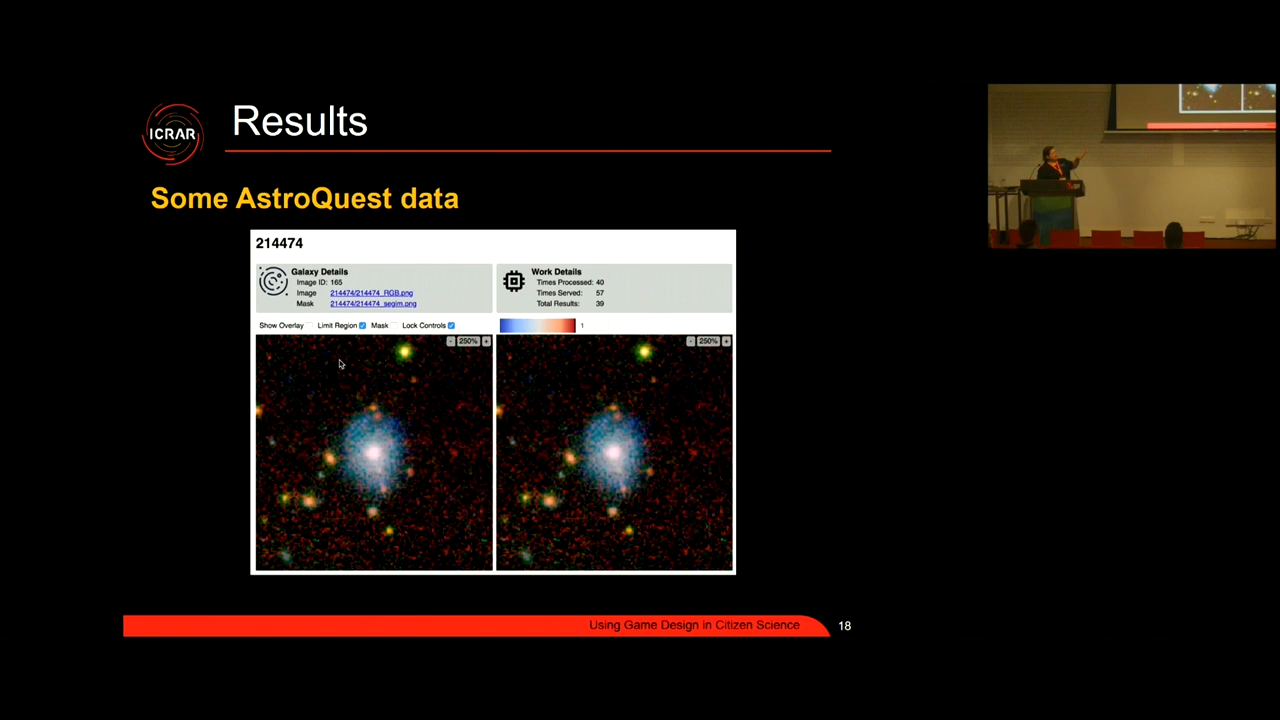 ICRAR
Results
Some AstroQuest data
214474
Galaxy Details
Image ID: 165
Image 214474/214474_RGB.png
Mask 214474/214474_segim.png
Work Details
Times Processed: 40
Times Served: 57
Total Results: 39
Show Overlay Limit Region Mask Lock Controls 1
- 250% +
- 250% +
Using Game Design in Citizen Science 18